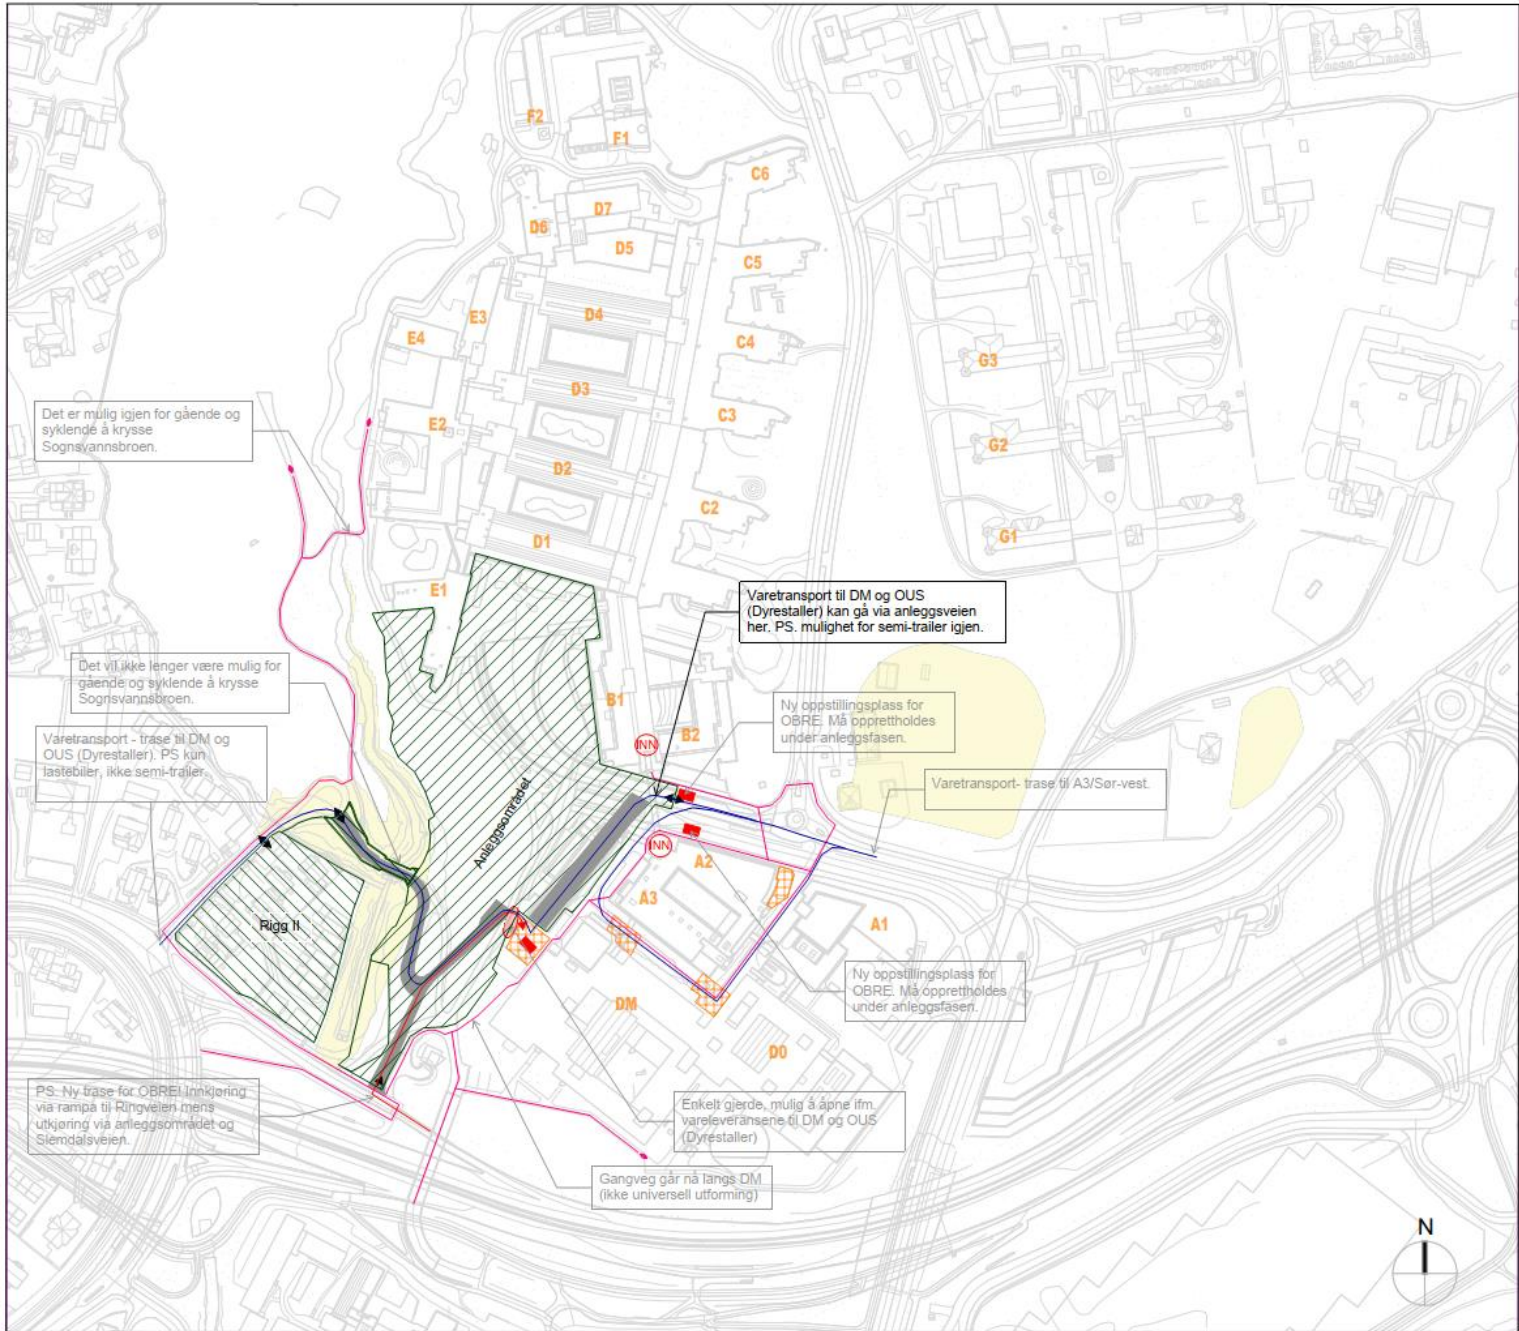 F2
F1
C6
D7
D6
D5
C5
E3
D4
E4
C4
G3
D3
Det er mulig igjen for gående og
syklende å krysse
Sognsvannsbroen.
E2
C3
G2
D2
C2
D1
G1
E1
Varetransport til DM og OUS
(Dyrestaller) kan gå via anleggsveien
her. PS. mulighet for semi-trailer igjen.
Det vil ikke lenger være mulig for
gående og syklende å krysse
Sognsvannsbroen.
B1
B2
INN
Ny oppstillingsplass for
OBRE. Må opprettholdes
under anleggsfasen.
Varetransport - trase til DM og
OUS (Dyrestaller). PS kun
lastebiler, ikke semi-trailer.
Varetransport- trase til A3/Sør-vest.
Anleggsområdet
INN
A2
A3
A1
Rigg II
Ny oppstillingsplass for
OBRE. Må opprettholdes
under anleggsfasen.
DM
D0
PS. Ny trase for OBRE! Innkjøring
via rampa til Ringveien mens
utkjøring via anleggsområdet og
Slemdalsveien.
Enkelt gjerde, mulig å åpne ifm.
vareleveransene til DM og OUS
(Dyrestaller)
Gangveg går nå langs DM
(ikke universell utforming)
N